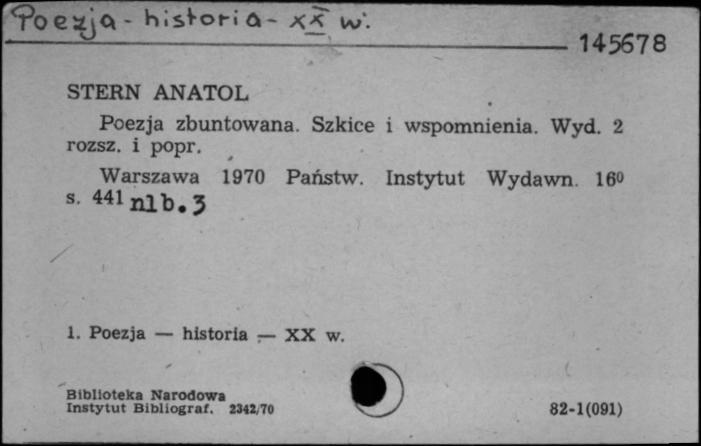 Poezja - historia - XX w.
145678
STERN ANATOL
Poezja zbuntowana. Szkice i wspomnienia. Wyd. 2
rozsz. i popr.
Warszawa 1970 Państw. Instytut Wydawn. 16⁰
s. 441 nlb. 3
1. Poezja — historia — XX w.
Biblioteka Narodowa
Instytut Bibliograf. 2342/70
82-1(091)